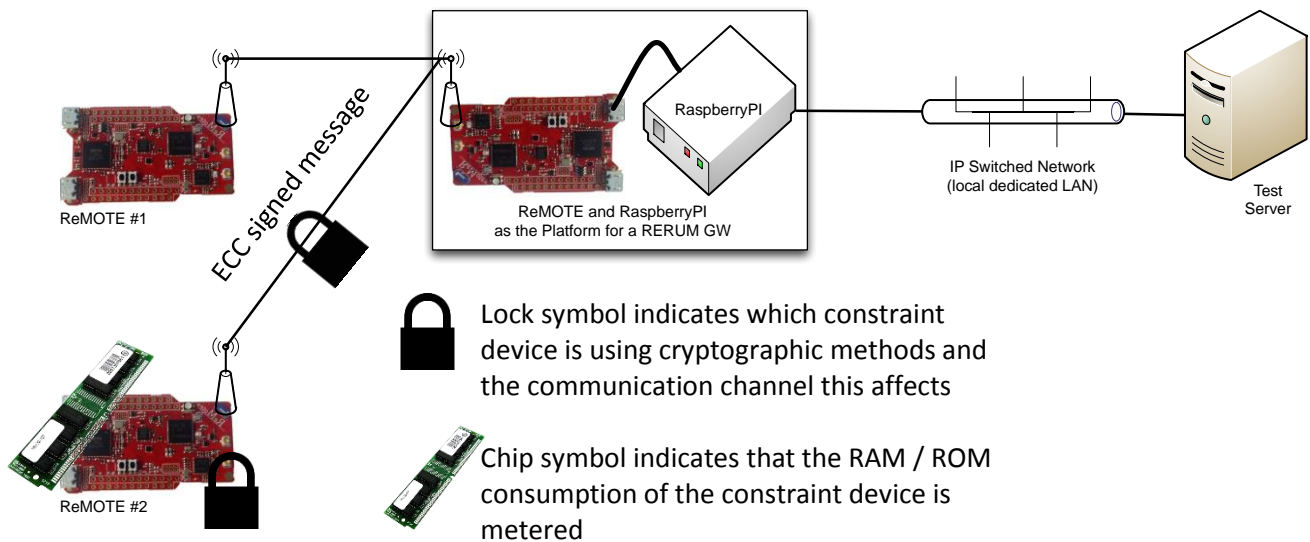 RaspberryPI
ReMOTE #1
ECC signed message
ReMOTE and RaspberryPI
as the Platform for a RERUM GW
IP Switched Network
(local dedicated LAN)
Test
Server
Lock symbol indicates which constraint
device is using cryptographic methods and
the communication channel this affects
ReMOTE #2
Chip symbol indicates that the RAM / ROM
consumption of the constraint device is
metered